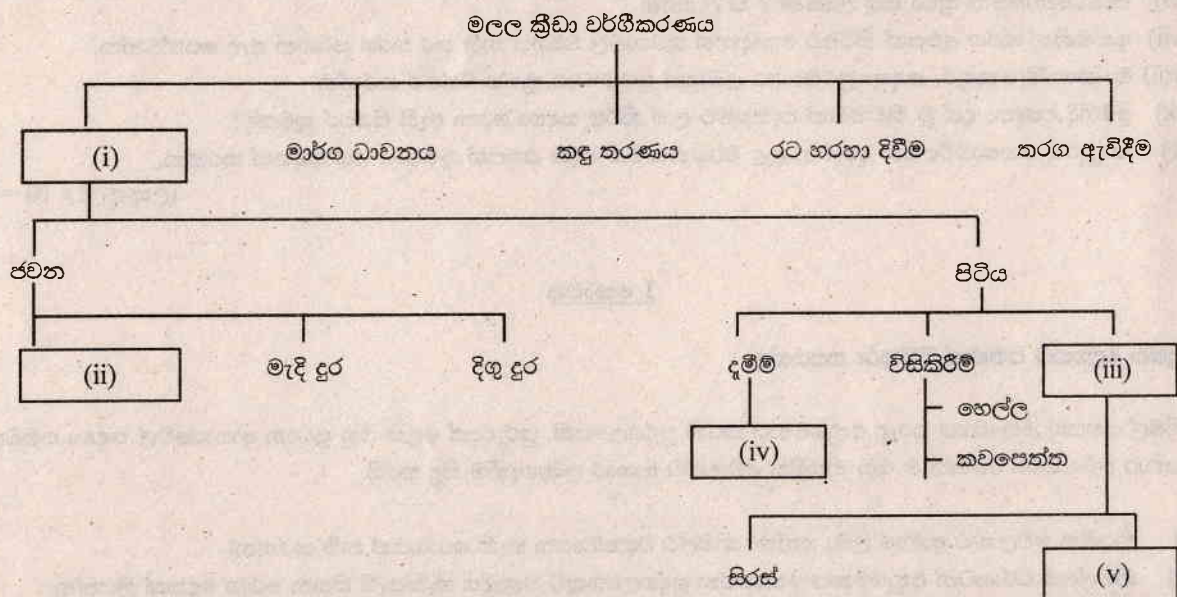 මලල ක්‍රීඩා වර්ගීකරණය
(i) මාර්ග ධාවනය කඳු තරණය රට හරහා දිවීම තරග ඇවිදීම
ජවන පිටිය
(ii) මැදි දුර දිගු දුර දැමීම් විසිකිරීම් (iii)
හෙල්ල
(iv) කවපෙත්ත
සිරස් (v)